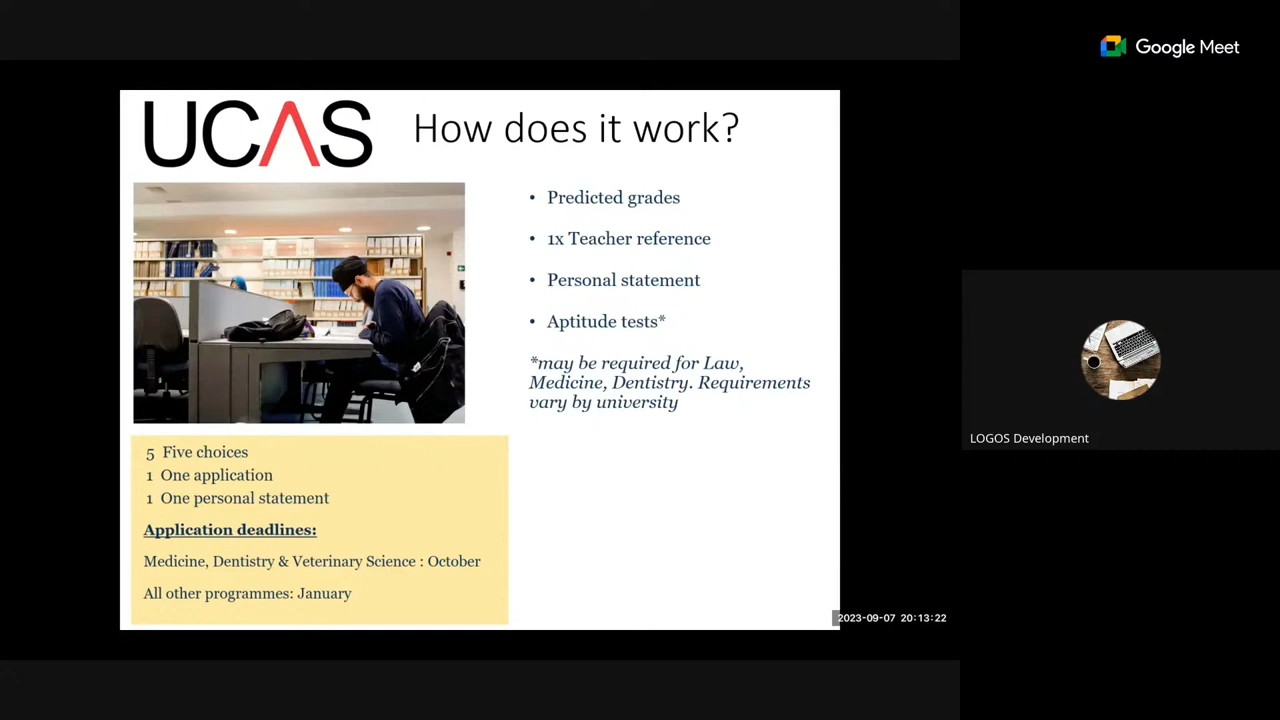 Google Meet
UCAS
How does it work?
• Predicted grades
• 1x Teacher reference
• Personal statement
• Aptitude tests*
*may be required for Law,
Medicine, Dentistry. Requirements
vary by university
5 Five choices
1 One application
1 One personal statement
Application deadlines:
Medicine, Dentistry & Veterinary Science : October
All other programmes: January
LOGOS Development
2023-09-07 20:13:22